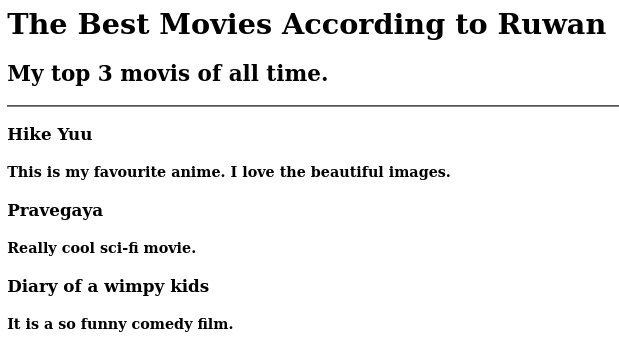 The Best Movies According to Ruwan
My top 3 movis of all time.
Hike Yuu
This is my favourite anime. I love the beautiful images.
Pravegaya
Really cool sci-fi movie.
Diary of a wimpy kids
It is a so funny comedy film.